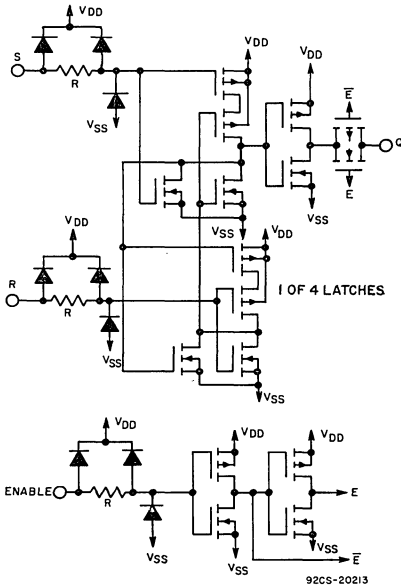 VDD
S
R
VSS
VDD
VDD
E̅
Q
E
VSS
VSS
VDD
VDD
R
R
VSS
1 OF 4 LATCHES
VSS
VDD
VDD
VDD
ENABLE
R
E
VSS
VSS
VSS
E̅
92CS-20213